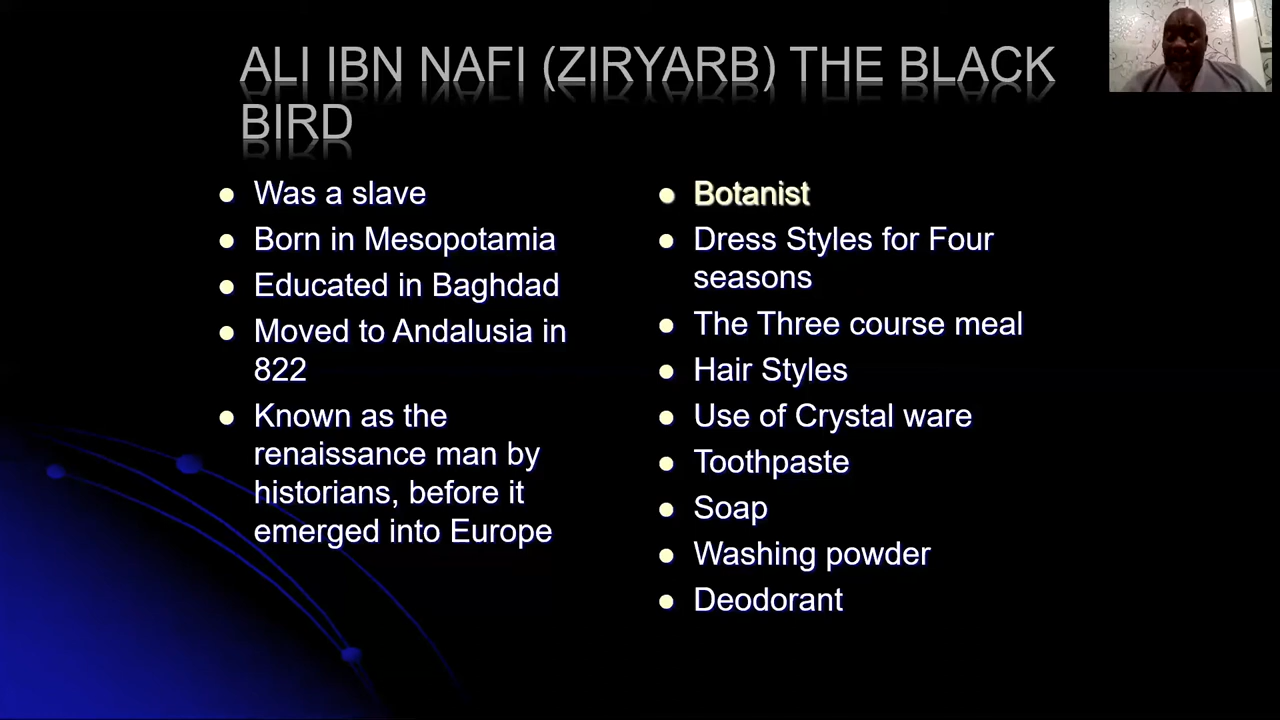 ALI IBN NAFI (ZIRYARB) THE BLACK
BIRD
Was a slave
Born in Mesopotamia
Educated in Baghdad
Moved to Andalusia in
822
Known as the
renaissance man by
historians, before it
emerged into Europe
Botanist
Dress Styles for Four
seasons
The Three course meal
Hair Styles
Use of Crystal ware
Toothpaste
Soap
Washing powder
Deodorant